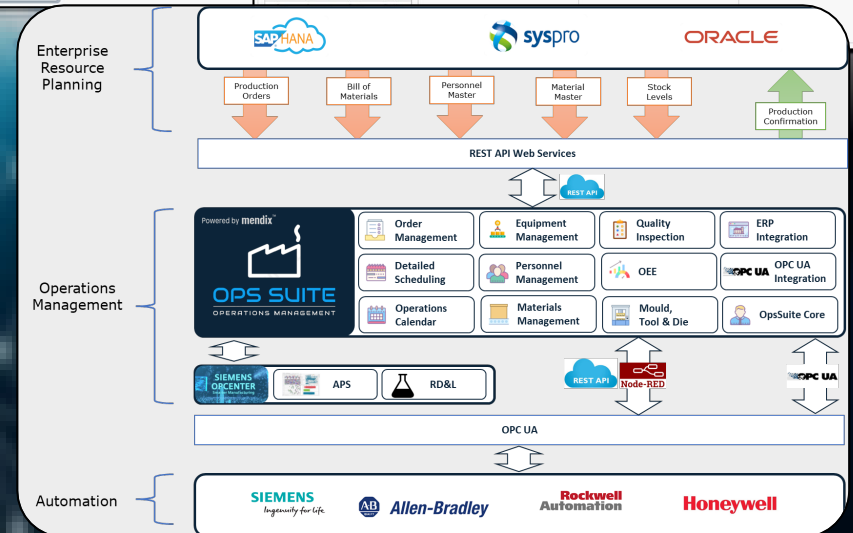 Enterprise
Resource
Planning
SAP HANA
syspro
ORACLE
Production
Orders
Bill of
Materials
Personnel
Master
Material
Master
Stock
Levels
Production
Confirmation
REST API Web Services
REST API
Operations
Management
Powered by mendix
OPS SUITE
OPERATIONS MANAGEMENT
Order
Management
Equipment
Management
Quality
Inspection
ERP
Integration
Detailed
Scheduling
Personnel
Management
OEE
OPC UA
OPC UA
Integration
Operations
Calendar
Materials
Management
Mould,
Tool & Die
OpsSuite Core
SIEMENS
OPCENTER
APS
RD&L
REST API
Node-RED
OPC UA
OPC UA
Automation
SIEMENS
Ingenuity for life
AB
Allen-Bradley
Rockwell
Automation
Honeywell